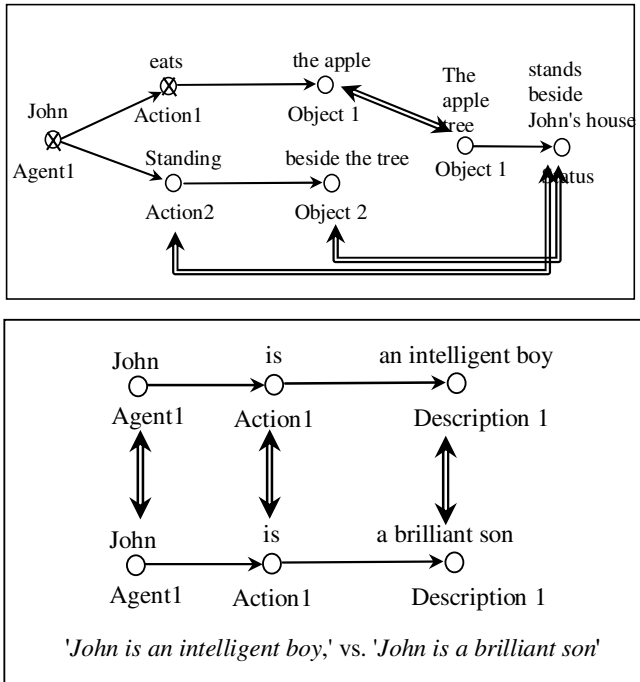 eats
the apple
The
apple
tree
stands
beside
John's house
John
Action1
Object 1
Agent1
Standing
beside the tree
Object 1
Status
Action2
Object 2
John
is
an intelligent boy
Agent1
Action1
Description 1
John
is
a brilliant son
Agent1
Action1
Description 1
'John is an intelligent boy,' vs. 'John is a brilliant son'